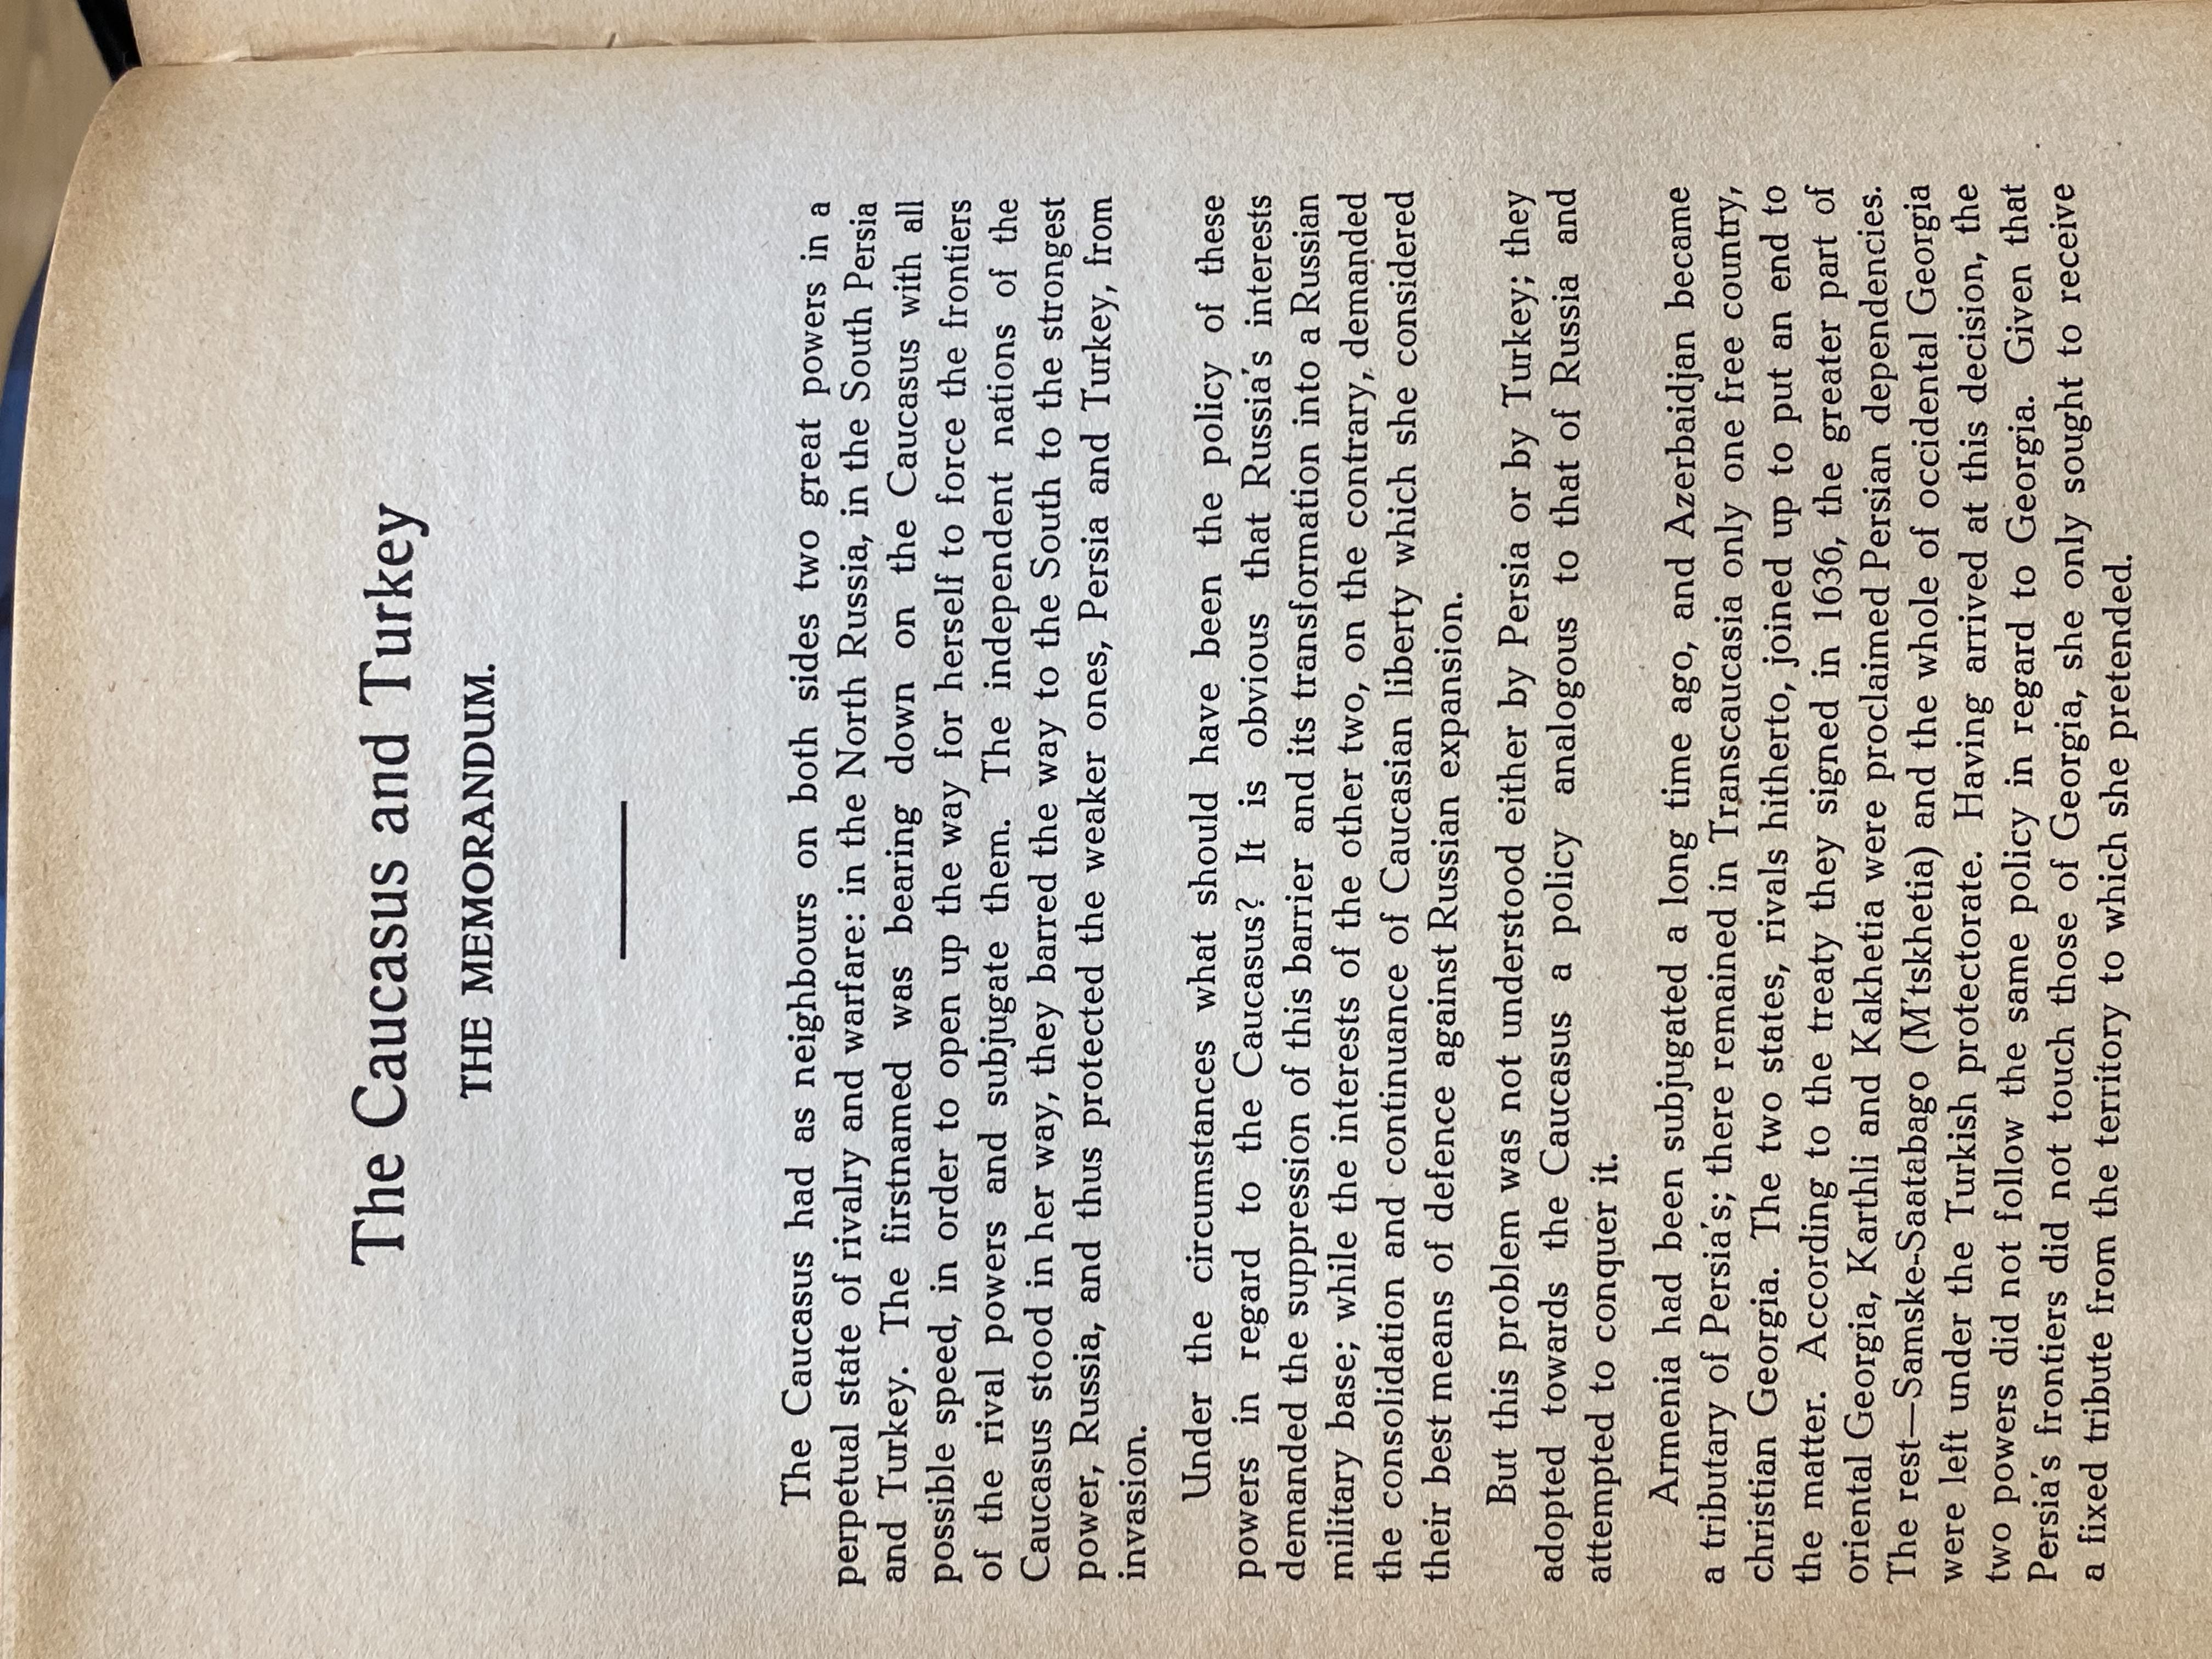 The Caucasus and Turkey
THE MEMORANDUM.
The Caucasus had as neighbours on both sides two great powers in a
perpetual state of rivalry and warfare: in the North Russia, in the South Persia
and Turkey. The firstnamed was bearing down on the Caucasus with all
possible speed, in order to open up the way for herself to force the frontiers
of the rival powers and subjugate them. The independent nations of the
Caucasus stood in her way, they barred the way to the South to the strongest
power, Russia, and thus protected the weaker ones, Persia and Turkey, from
invasion.
Under the circumstances what should have been the policy of these
powers in regard to the Caucasus? It is obvious that Russia's interests
demanded the suppression of this barrier and its transformation into a Russian
military base; while the interests of the other two, on the contrary, demanded
the consolidation and continuance of Caucasian liberty which she considered
their best means of defence against Russian expansion.
But this problem was not understood either by Persia or by Turkey; they
adopted towards the Caucasus a policy analogous to that of Russia and
attempted to conquer it.
Armenia had been subjugated a long time ago, and Azerbaidjan became
a tributary of Persia's; there remained in Transcaucasia only one free country,
christian Georgia. The two states, rivals hitherto, joined up to put an end to
the matter. According to the treaty they signed in 1636, the greater part of
oriental Georgia, Karthli and Kakhetia were proclaimed Persian dependencies.
The rest—Samske-Saatabago (M'tskhetia) and the whole of occidental Georgia
were left under the Turkish protectorate. Having arrived at this decision, the
two powers did not follow the same policy in regard to Georgia. Given that
Persia's frontiers did not touch those of Georgia, she only sought to receive
a fixed tribute from the territory to which she pretended.